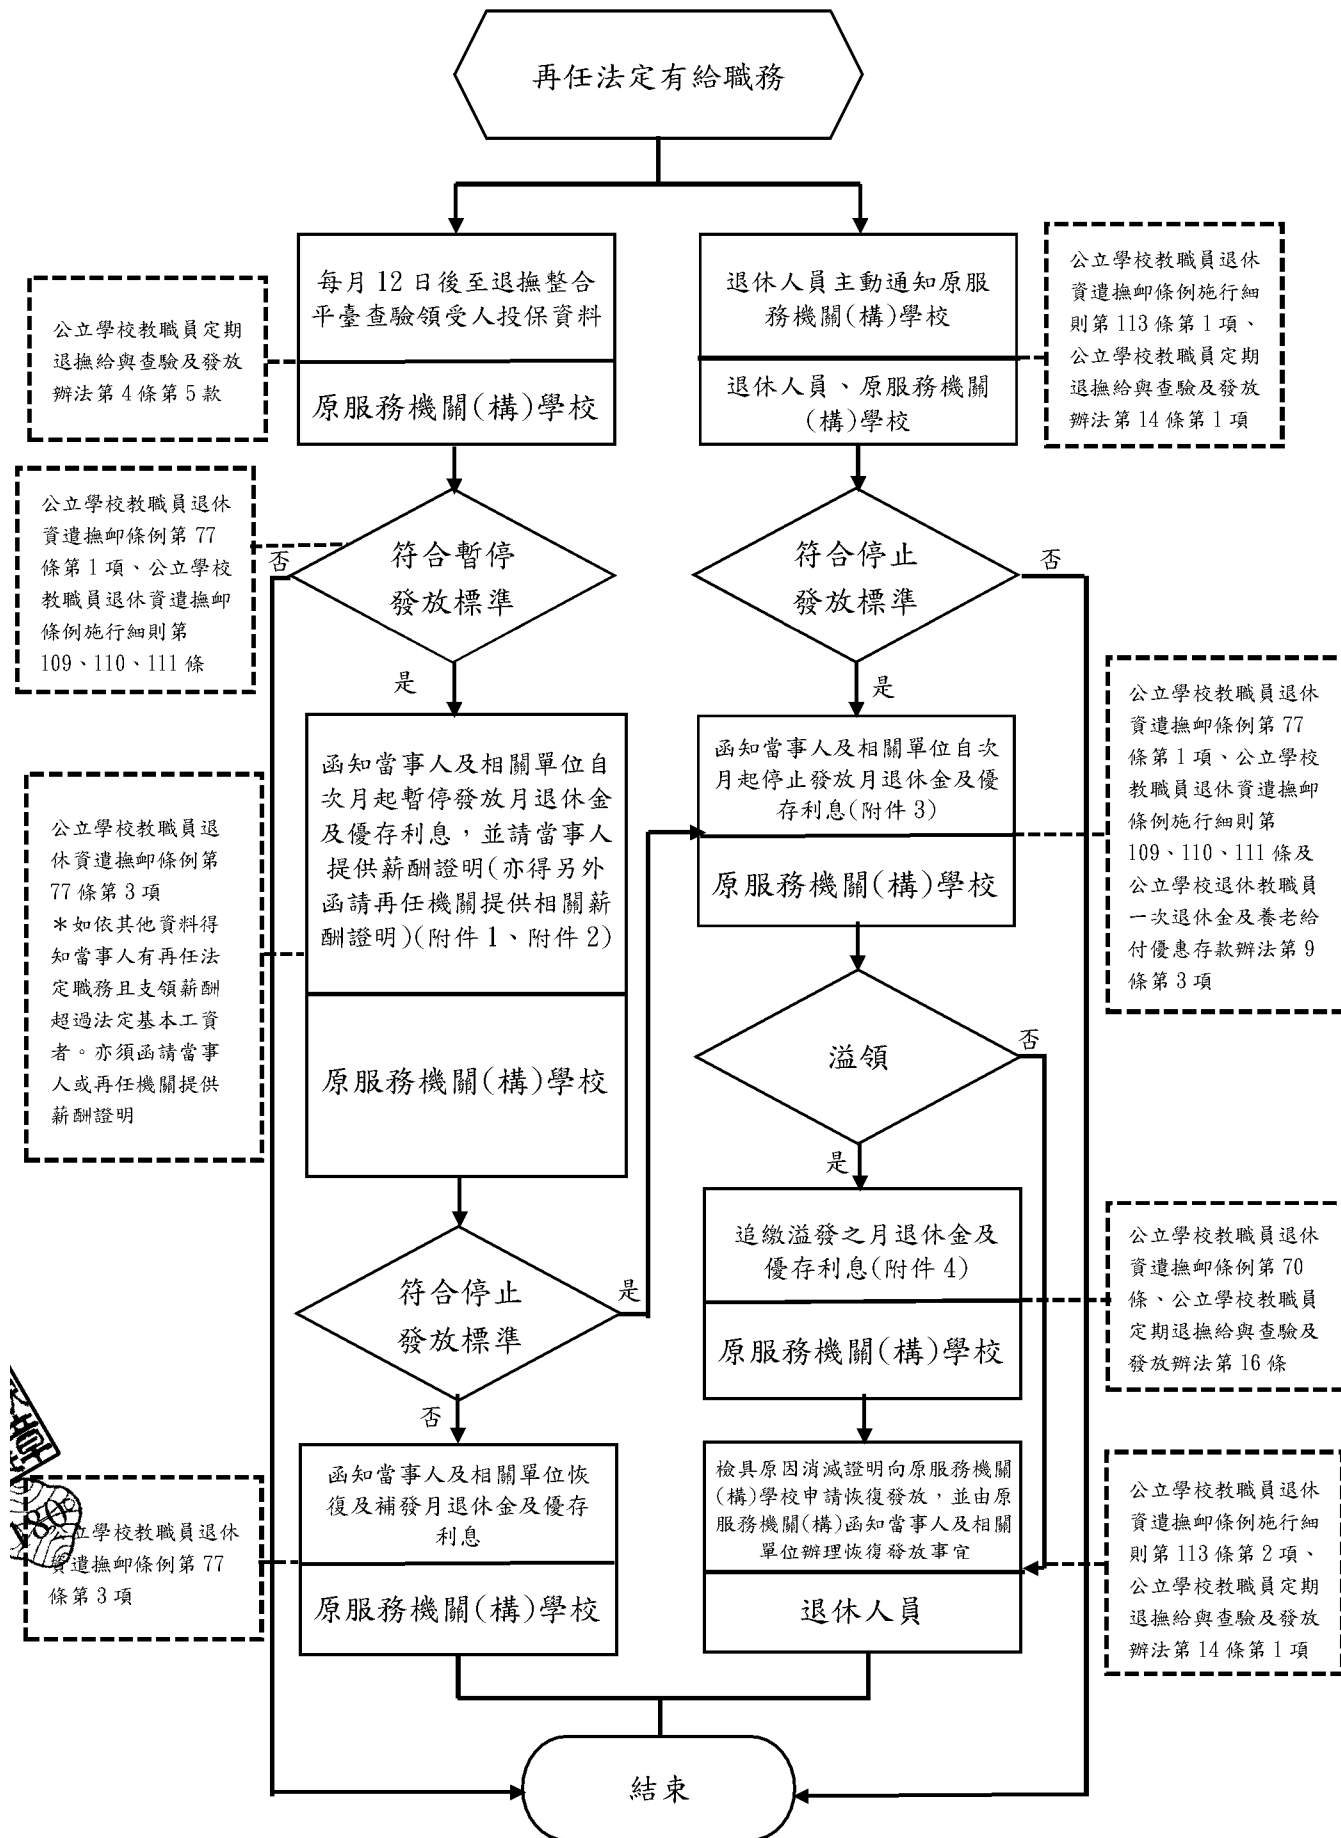 再任法定有給職務
每月 12 日後至退撫整合
平臺查驗領受人投保資料
原服務機關(構)學校
公立學校教職員定期
退撫給與查驗及發放
辦法第 4 條第 5 款
退休人員主動通知原服
務機關(構)學校
退休人員、原服務機關
(構)學校
公立學校教職員退休
資遣撫卹條例施行細
則第 113 條第 1 項、
公立學校教職員定期
退撫給與查驗及發放
辦法第 14 條第 1 項
公立學校教職員退休
資遣撫卹條例第 77
條第 1 項、公立學校
教職員退休資遣撫卹
條例施行細則第
109、110、111 條
否
符合暫停
發放標準
是
符合停止
發放標準
否
是
函知當事人及相關單位自
次月起暫停發放月退休金
及優存利息，並請當事人
提供薪酬證明(亦得另外
函請再任機關提供相關薪
酬證明)(附件 1、附件 2)
原服務機關(構)學校
公立學校教職員退
休資遣撫卹條例第
77 條第 3 項
＊如依其他資料得
知當事人有再任法
定職務且支領薪酬
超過法定基本工資
者。亦須函請當事
人或再任機關提供
薪酬證明
函知當事人及相關單位自次
月起停止發放月退休金及優
存利息(附件 3)
原服務機關(構)學校
公立學校教職員退休
資遣撫卹條例第 77
條第 1 項、公立學校
教職員退休資遣撫卹
條例施行細則第
109、110、111 條及
公立學校退休教職員
一次退休金及養老給
付優惠存款辦法第 9
條第 3 項
溢領
否
是
符合停止
發放標準
是
否
追繳溢發之月退休金及
優存利息(附件 4)
原服務機關(構)學校
公立學校教職員退休
資遣撫卹條例第 70
條、公立學校教職員
定期退撫給與查驗及
發放辦法第 16 條
函知當事人及相關單位恢
復及補發月退休金及優存
利息
原服務機關(構)學校
公立學校教職員退休
資遣撫卹條例第 77
條第 3 項
檢具原因消滅證明向原服務機關
(構)學校申請恢復發放，並由原
服務機關(構)函知當事人及相關
單位辦理恢復發放事宜
退休人員
公立學校教職員退休
資遣撫卹條例施行細
則第 113 條第 2 項、
公立學校教職員定期
退撫給與查驗及發放
辦法第 14 條第 1 項
結束